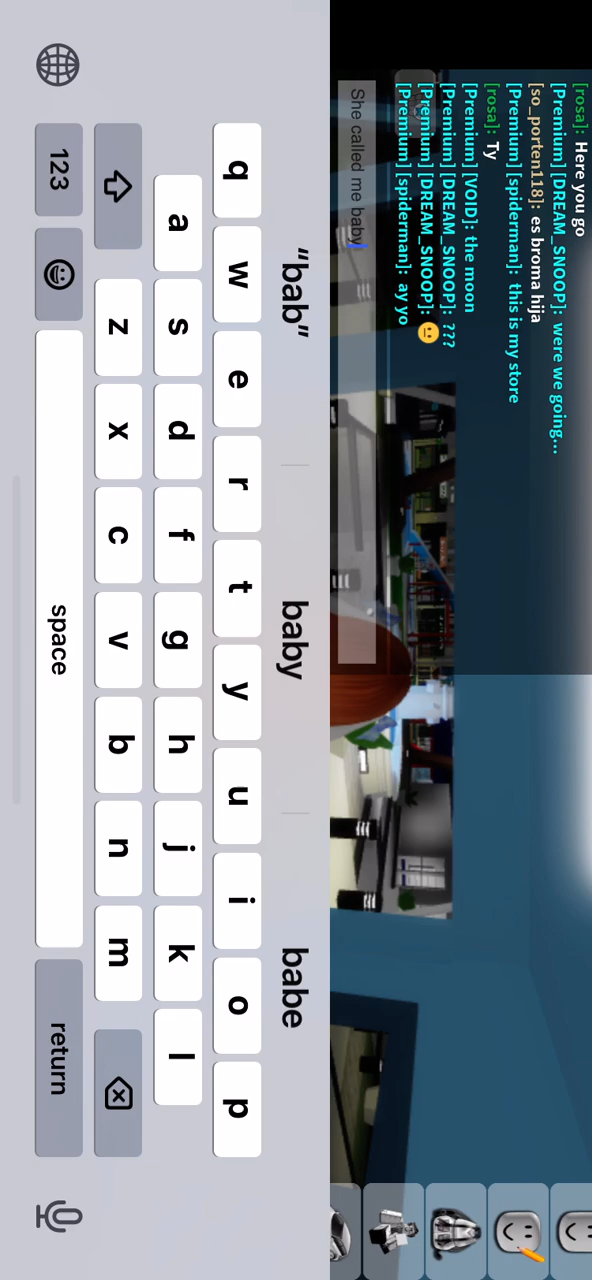 [rosa]: Here you go
[Premium] [DREAM_SNOOP]: were we going...
[so_porten118]: es broma hija
[Premium] [spiderman]: this is my store
[rosa]: Ty
[Premium] [VOID]: the moon
[Premium] [DREAM_SNOOP]: ???
[Premium] [DREAM_SNOOP]: 😐
[Premium] [spiderman]: ay yo
She called me baby
"bab" baby babe
q w e r t y u i o p
a s d f g h j k l
z x c v b n m
123 space return